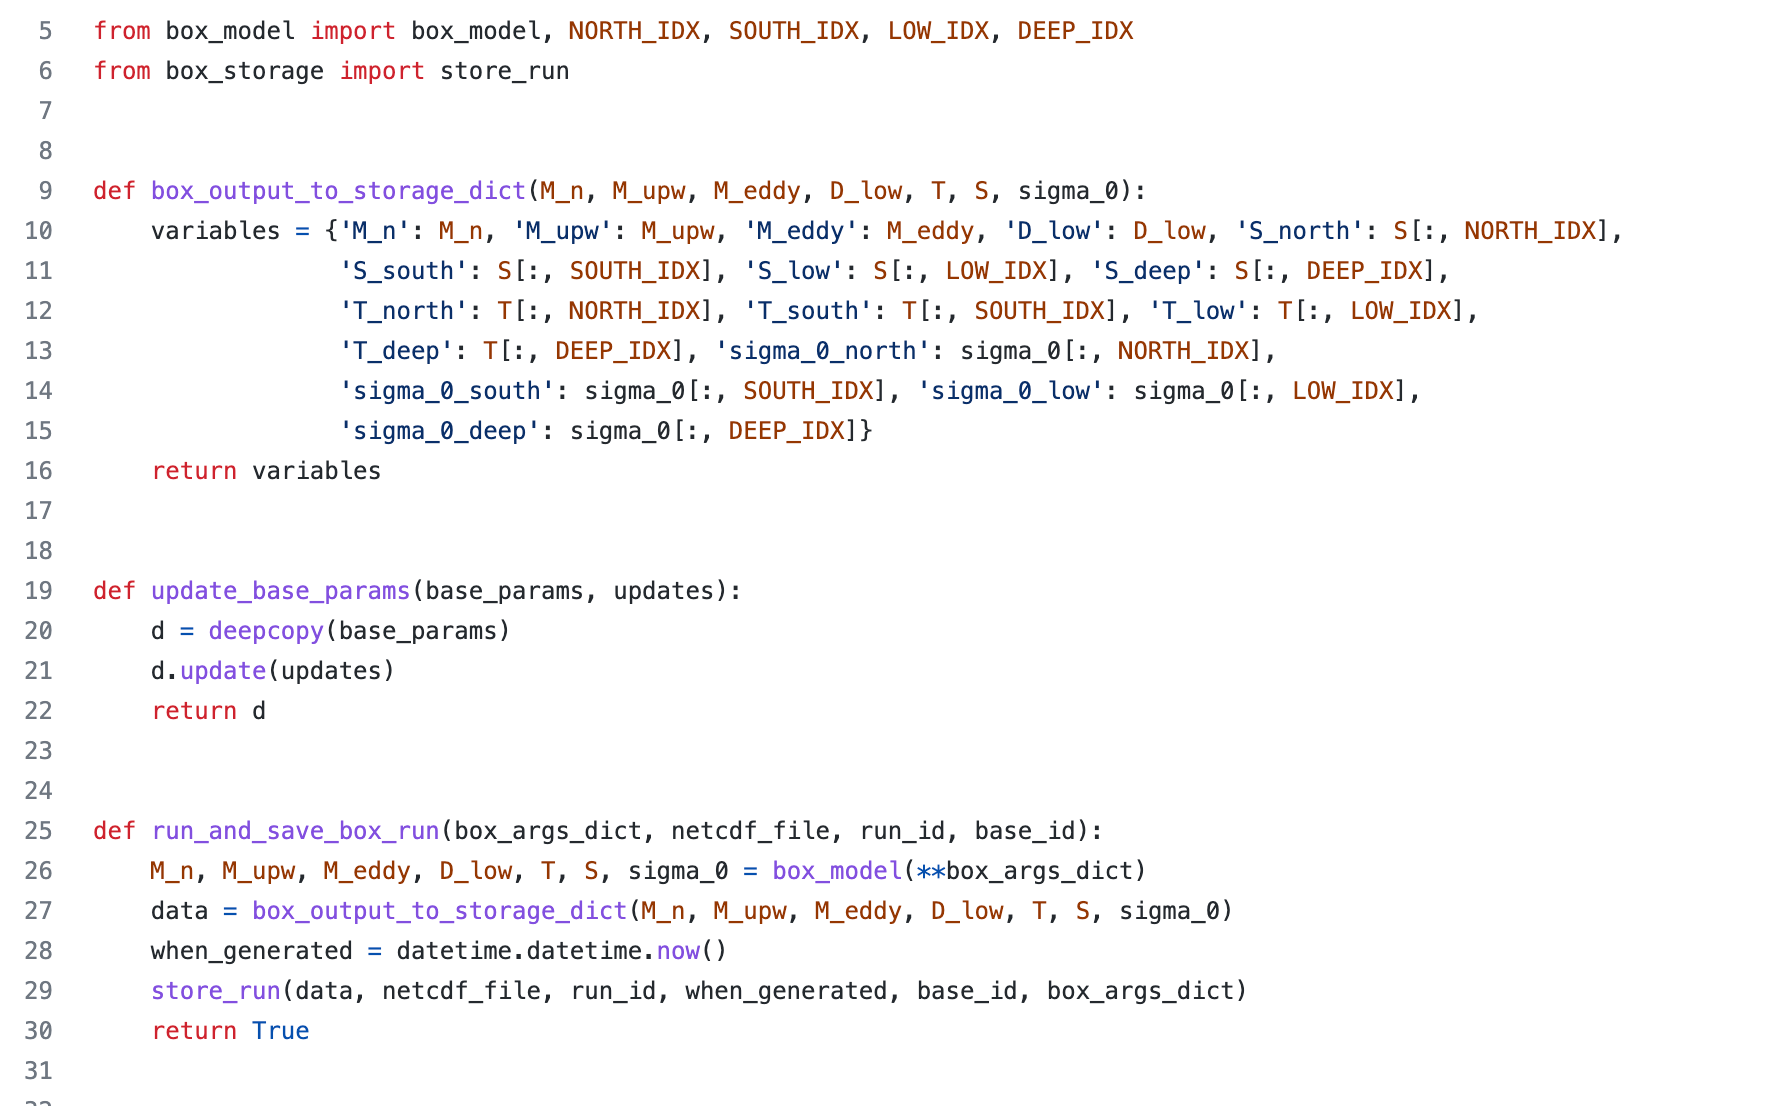 5 from box_model import box_model, NORTH_IDX, SOUTH_IDX, LOW_IDX, DEEP_IDX
6 from box_storage import store_run
7
8
9 def box_output_to_storage_dict(M_n, M_upw, M_eddy, D_low, T, S, sigma_0):
10     variables = {'M_n': M_n, 'M_upw': M_upw, 'M_eddy': M_eddy, 'D_low': D_low, 'S_north': S[:, NORTH_IDX],
11                  'S_south': S[:, SOUTH_IDX], 'S_low': S[:, LOW_IDX], 'S_deep': S[:, DEEP_IDX],
12                  'T_north': T[:, NORTH_IDX], 'T_south': T[:, SOUTH_IDX], 'T_low': T[:, LOW_IDX],
13                  'T_deep': T[:, DEEP_IDX], 'sigma_0_north': sigma_0[:, NORTH_IDX],
14                  'sigma_0_south': sigma_0[:, SOUTH_IDX], 'sigma_0_low': sigma_0[:, LOW_IDX],
15                  'sigma_0_deep': sigma_0[:, DEEP_IDX]}
16     return variables
17
18
19 def update_base_params(base_params, updates):
20     d = deepcopy(base_params)
21     d.update(updates)
22     return d
23
24
25 def run_and_save_box_run(box_args_dict, netcdf_file, run_id, base_id):
26     M_n, M_upw, M_eddy, D_low, T, S, sigma_0 = box_model(**box_args_dict)
27     data = box_output_to_storage_dict(M_n, M_upw, M_eddy, D_low, T, S, sigma_0)
28     when_generated = datetime.datetime.now()
29     store_run(data, netcdf_file, run_id, when_generated, base_id, box_args_dict)
30     return True
31